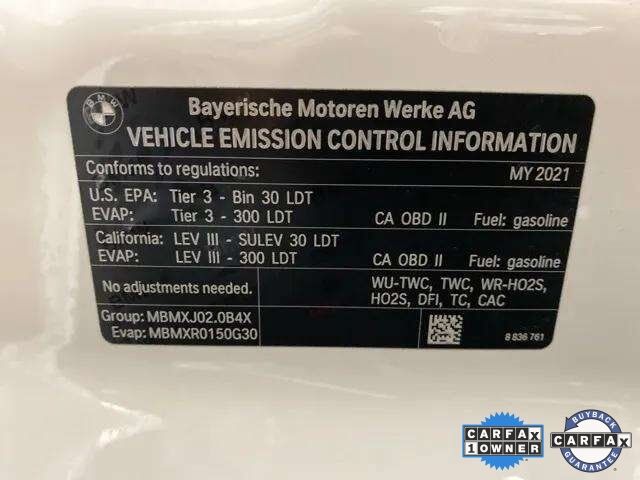 BMW
Bayerische Motoren Werke AG
VEHICLE EMISSION CONTROL INFORMATION
Conforms to regulations: MY 2021
U.S. EPA: Tier 3 - Bin 30 LDT
EVAP: Tier 3 - 300 LDT CA OBD II Fuel: gasoline
California: LEV III - SULEV 30 LDT
EVAP: LEV III - 300 LDT CA OBD II Fuel: gasoline
No adjustments needed.
WU-TWC, TWC, WR-HO2S,
HO2S, DFI, TC, CAC
Group: MBMXJ02.0B4X
Evap: MBMXR0150G30
8 836 761
CARFAX
1 OWNER
BUYBACK
CARFAX
GUARANTEE